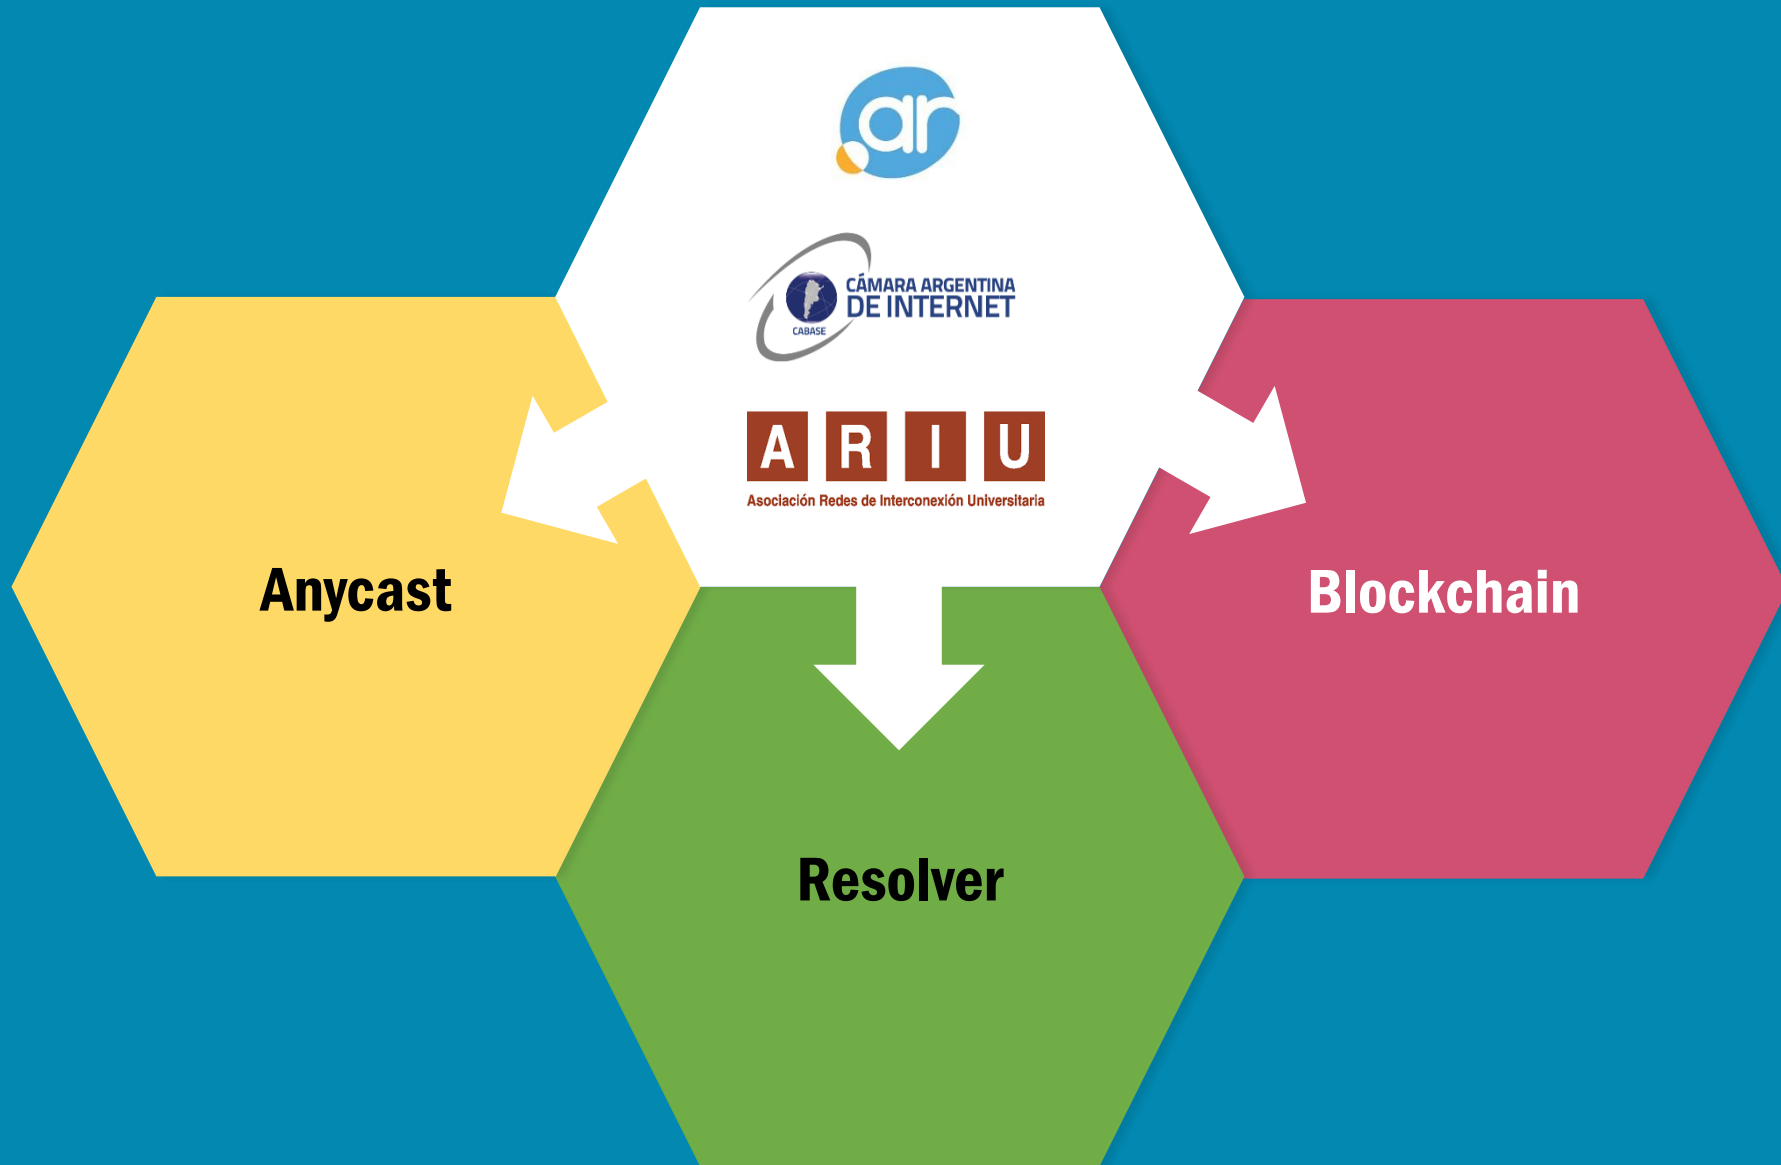 .ar
CÁMARA ARGENTINA
DE INTERNET
CABASE
A R I U
Asociación Redes de Interconexión Universitaria
Anycast
Blockchain
Resolver